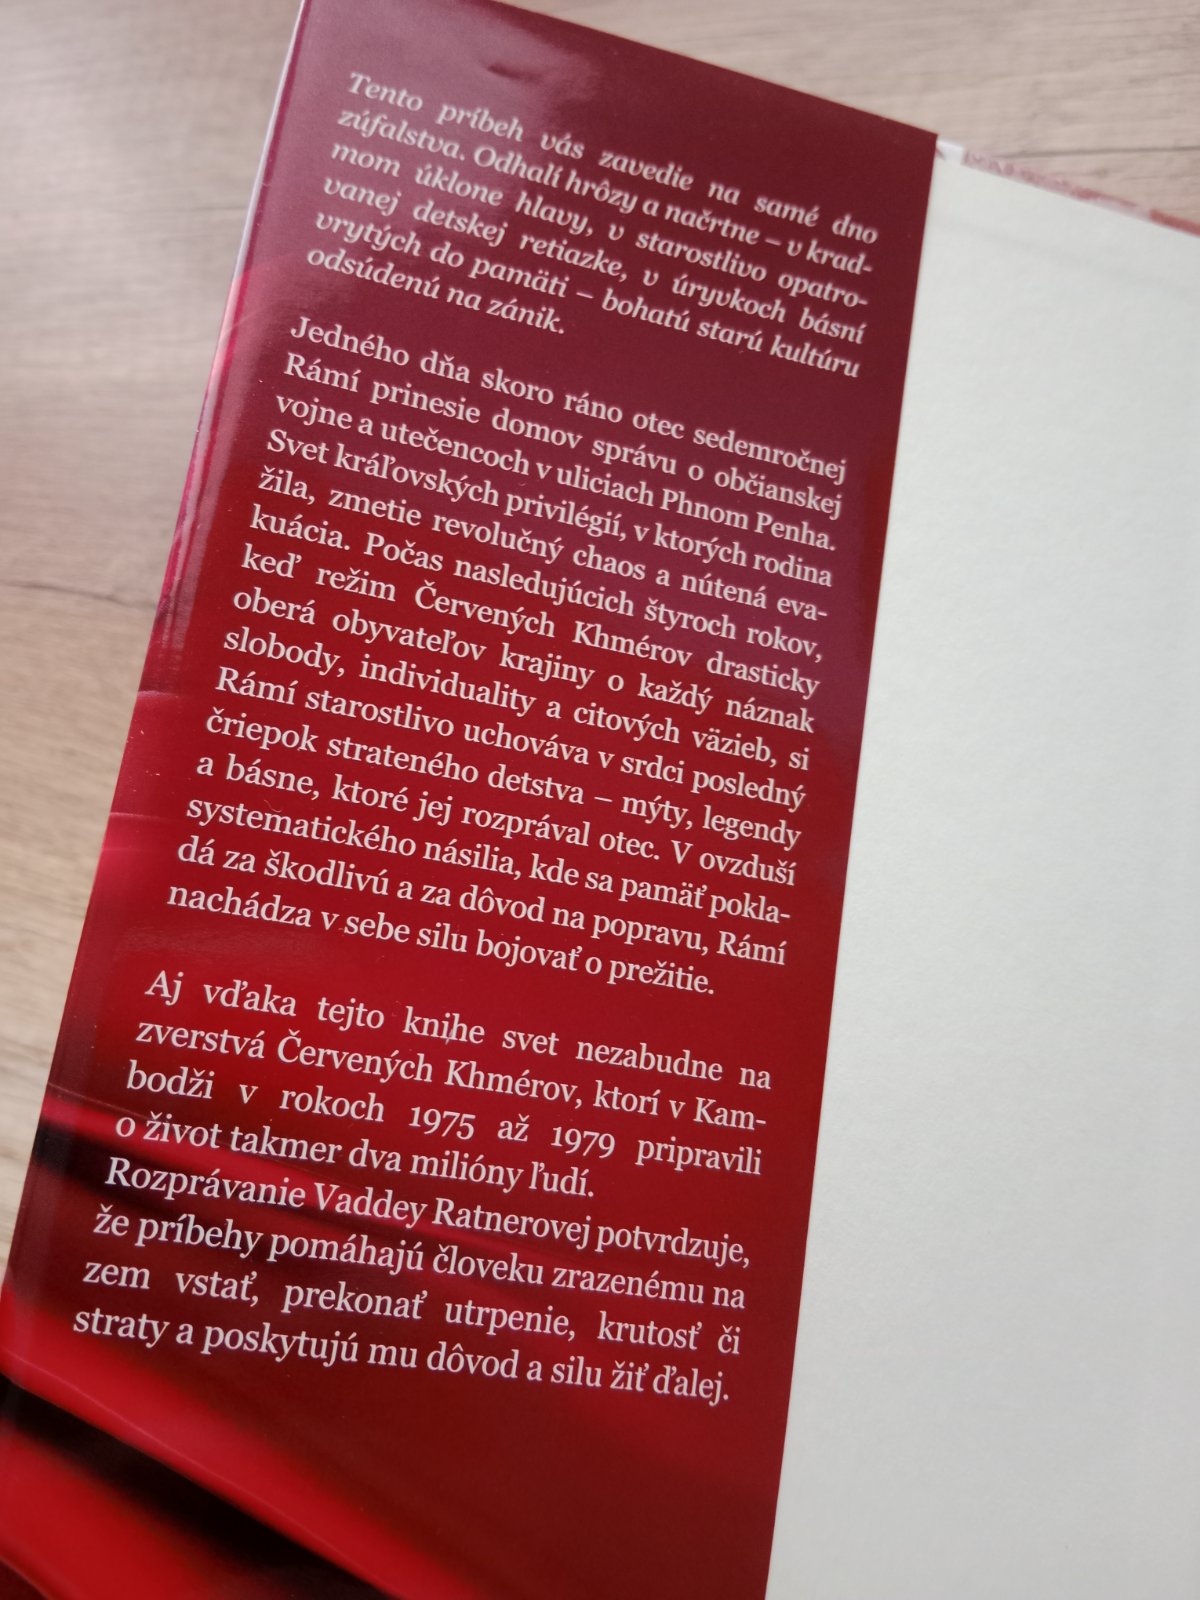 Tento príbeh vás zavedie na samé dno
zúfalstva. Odhalí hrôzy a načrtne – v krad-
mom úklone hlavy, v starostlivo opatro-
vanej detskej retiazke, v úryvkoch básní
vrytých do pamäti – bohatú starú kultúru
odsúdenú na zánik.
Jedného dňa skoro ráno otec sedemročnej
Rámí prinesie domov správu o občianskej
vojne a utečencoch v uliciach Phnom Penha.
Svet kráľovských privilégií, v ktorých rodina
žila, zmetie revolučný chaos a nútená eva-
kuácia. Počas nasledujúcich štyroch rokov,
keď režim Červených Khmérov drasticky
oberá obyvateľov krajiny o každý náznak
slobody, individuality a citových väzieb, si
Rámí starostlivo uchováva v srdci posledný
čriepok strateného detstva – mýty, legendy
a básne, ktoré jej rozprával otec. V ovzduší
systematického násilia, kde sa pamäť pokla-
dá za škodlivú a za dôvod na popravu, Rámí
nachádza v sebe silu bojovať o prežitie.
Aj vďaka tejto knihe svet nezabudne na
zverstvá Červených Khmérov, ktorí v Kam-
bodži v rokoch 1975 až 1979 pripravili
o život takmer dva milióny ľudí.
Rozprávanie Vaddey Ratnerovej potvrdzuje,
že príbehy pomáhajú človeku zrazenému na
zem vstať, prekonať utrpenie, krutosť či
straty a poskytujú mu dôvod a silu žiť ďalej.